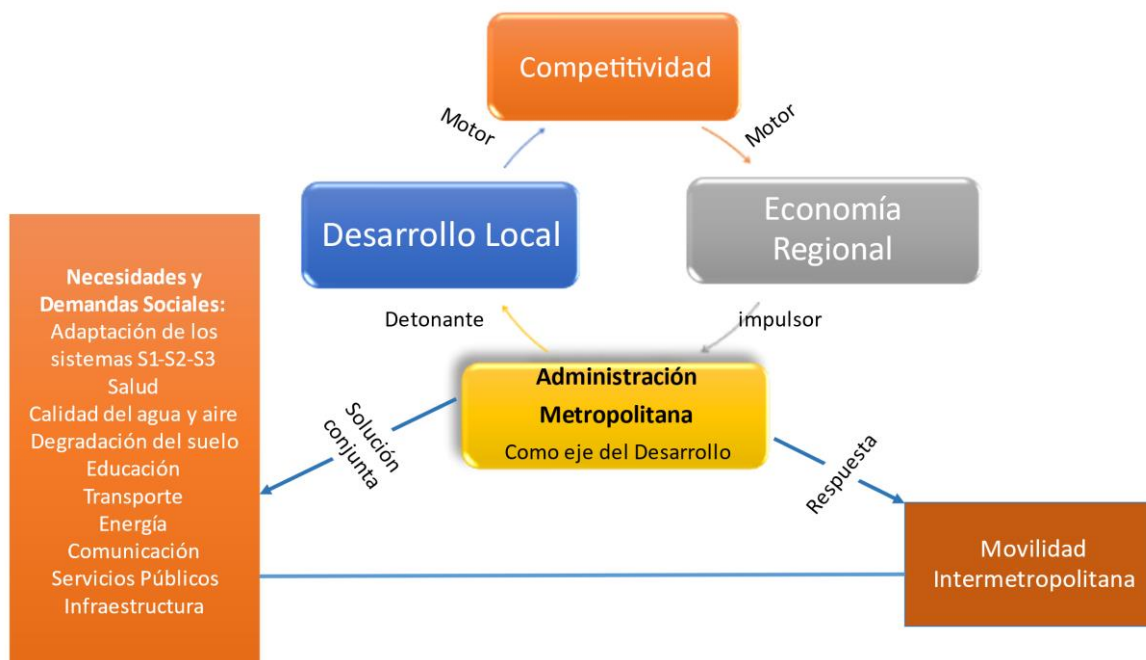 Competitividad
Motor
Motor
Desarrollo Local
Economía
Regional
Necesidades y
Demandas Sociales:
Adaptación de los
sistemas S1-S2-S3
Salud
Calidad del agua y aire
Degradación del suelo
Educación
Transporte
Energía
Comunicación
Servicios Públicos
Infraestructura
Detonante
impulsor
Administración
Metropolitana
Como eje del Desarrollo
Solución
conjunta
Respuesta
Movilidad
Intermetropolitana